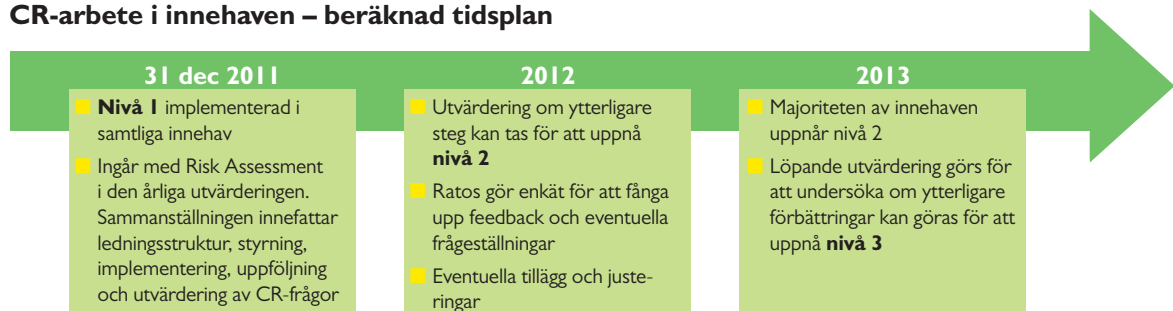 CR-arbete i innehaven – beräknad tidsplan
31 dec 2011
Nivå 1 implementerad i
samtliga innehav
Ingår med Risk Assessment
i den årliga utvärderingen.
Sammanställningen innefattar
ledningsstruktur, styrning,
implementering, uppföljning
och utvärdering av CR-frågor
2012
Utvärdering om ytterligare
steg kan tas för att uppnå
nivå 2
Ratos gör enkät för att fånga
upp feedback och eventuella
frågeställningar
Eventuella tillägg och juste-
ringar
2013
Majoriteten av innehaven
uppnår nivå 2
Löpande utvärdering görs för
att undersöka om ytterligare
förbättringar kan göras för att
uppnå nivå 3